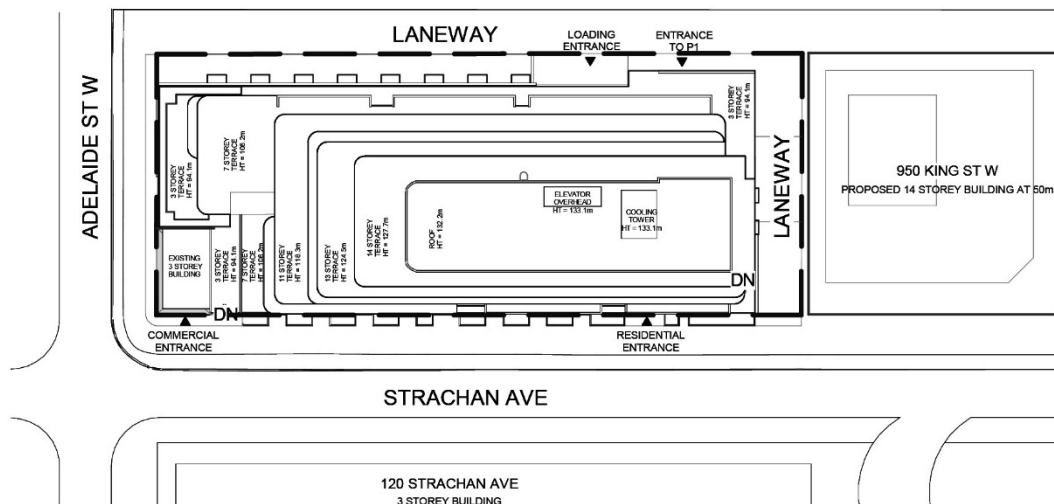 LANEWAY
LOADING
ENTRANCE
ENTRANCE
TO P1
ADELAIDE ST W
3 STOREY
TERRACE
HT = 94.1m
7 STOREY
TERRACE
HT = 106.2m
3 STOREY
TERRACE
HT = 94.1m
LANEWAY
950 KING ST W
PROPOSED 14 STOREY BUILDING AT 50m
EXISTING
3 STOREY
BUILDING
3 STOREY
TERRACE
HT = 94.1m
7 STOREY
TERRACE
HT = 106.2m
11 STOREY
TERRACE
HT = 118.3m
13 STOREY
TERRACE
HT = 124.5m
14 STOREY
TERRACE
HT = 127.7m
ROOF
HT = 132.2m
ELEVATOR
OVERHEAD
HT = 133.1m
COOLING
TOWER
HT = 133.1m
DN
DN
COMMERCIAL
ENTRANCE
RESIDENTIAL
ENTRANCE
STRACHAN AVE
120 STRACHAN AVE
3 STOREY BUILDING